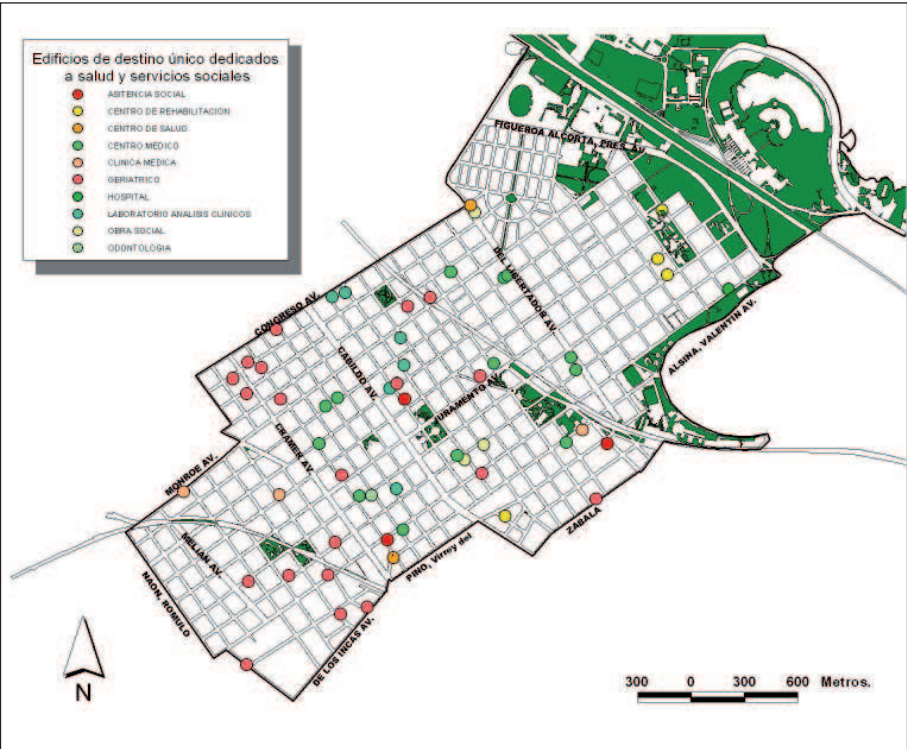 Edificios de destino único dedicados
a salud y servicios sociales
ASITENCIA SOCIAL
CENTRO DE REHABILITACION
CENTRO DE SALUD
CENTRO MÉDICO
CLINICA MEDICA
GERIATRICO
HOSPITAL
LABORATORIO ANALISIS CLINICOS
OBRA SOCIAL
ODONTOLOGIA
FIGUEROA ALCORTA, PRES. AV.
DEL LIBERTADOR AV.
CONGRESO AV.
CABILDO AV.
ALSINA, VALENTIN AV.
JURAMENTO AV.
CRAMER AV.
MONROE AV.
MELIAN AV.
ZABALA
PINO, Virrey del
NAON, ROMULO
DE LOS INCAS AV.
N
300 0 300 600 Metros.